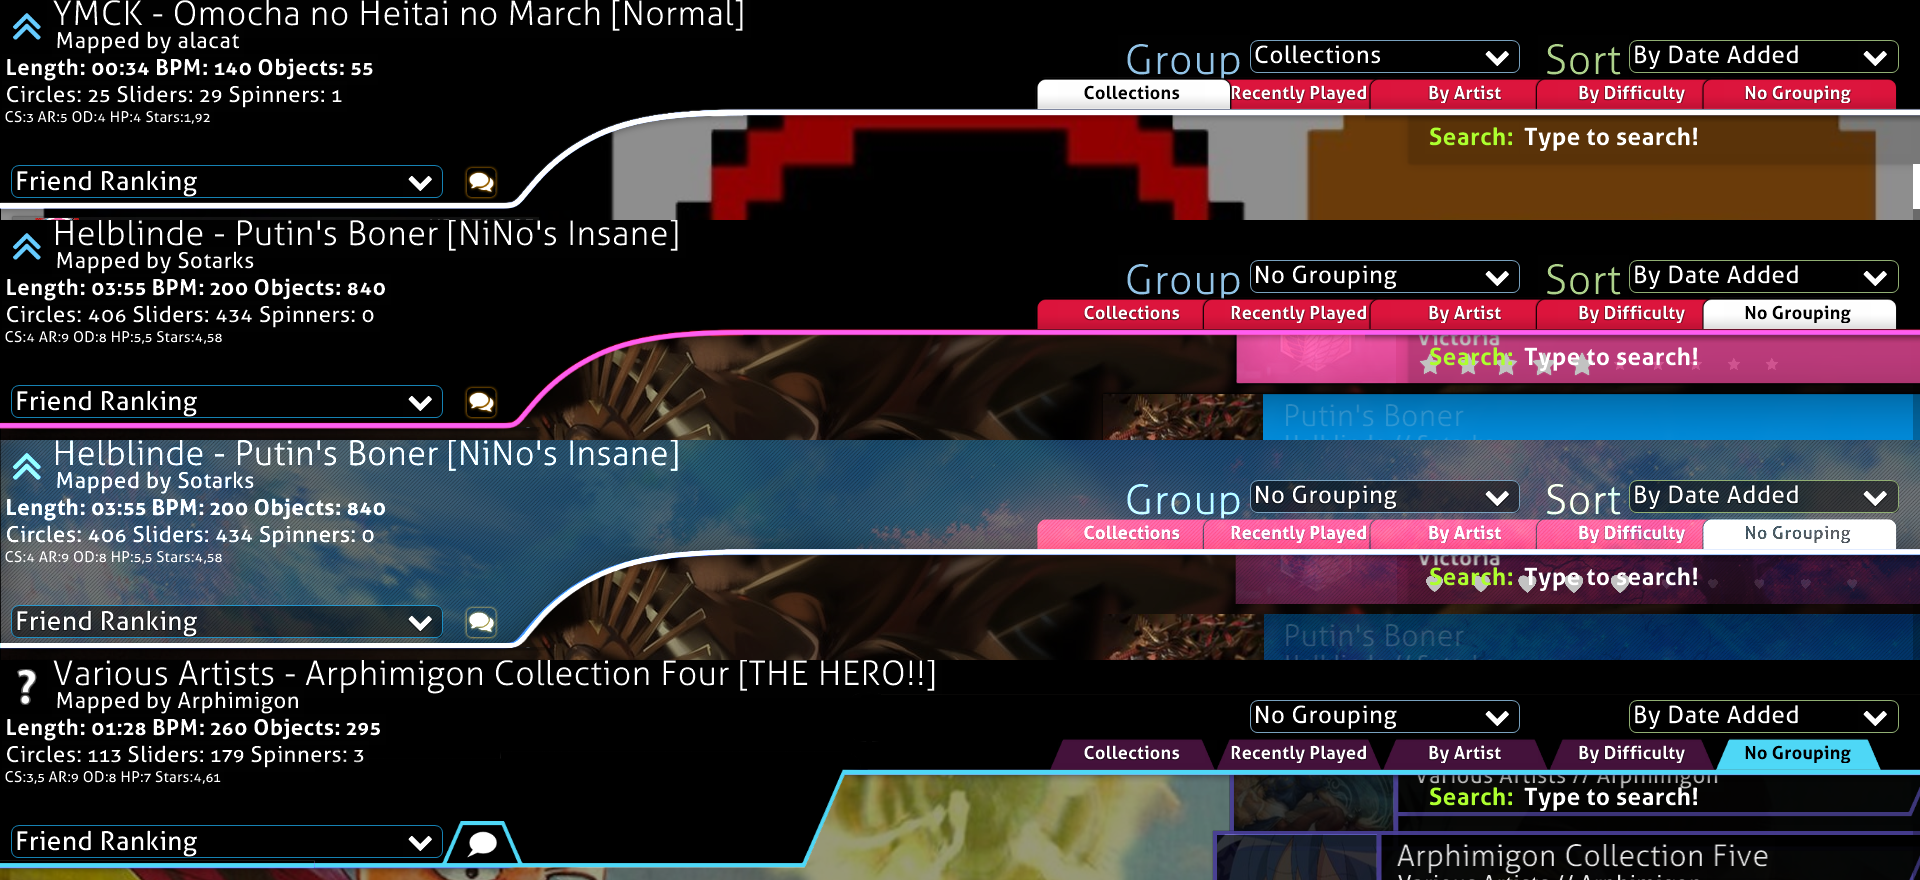 YMCK - Omocha no Heitai no March [Normal]
Mapped by alacat
Length: 00:34 BPM: 140 Objects: 55
Circles: 25 Sliders: 29 Spinners: 1
CS:3 AR:5 OD:4 HP:4 Stars:1,92
Group Collections Sort By Date Added
Collections Recently Played By Artist By Difficulty No Grouping
Search: Type to search!
Friend Ranking
Helblinde - Putin's Boner [NiNo's Insane]
Mapped by Sotarks
Length: 03:55 BPM: 200 Objects: 840
Circles: 406 Sliders: 434 Spinners: 0
CS:4 AR:9 OD:8 HP:5,5 Stars:4,58
Group No Grouping Sort By Date Added
Collections Recently Played By Artist By Difficulty No Grouping
Victoria
Search: Type to search!
Friend Ranking
Putin's Boner
Helblinde - Putin's Boner [NiNo's Insane]
Mapped by Sotarks
Length: 03:55 BPM: 200 Objects: 840
Circles: 406 Sliders: 434 Spinners: 0
CS:4 AR:9 OD:8 HP:5,5 Stars:4,58
Group No Grouping Sort By Date Added
Collections Recently Played By Artist By Difficulty No Grouping
Victoria
Search: Type to search!
Friend Ranking
Putin's Boner
Various Artists - Arphimigon Collection Four [THE HERO!!]
Mapped by Arphimigon
Length: 01:28 BPM: 260 Objects: 295
Circles: 113 Sliders: 179 Spinners: 3
CS:3,5 AR:9 OD:8 HP:7 Stars:4,61
No Grouping By Date Added
Collections Recently Played By Artist By Difficulty No Grouping
Various Artists // Arphimigon
Search: Type to search!
Friend Ranking
Arphimigon Collection Five
Various Artists // Arphimigon